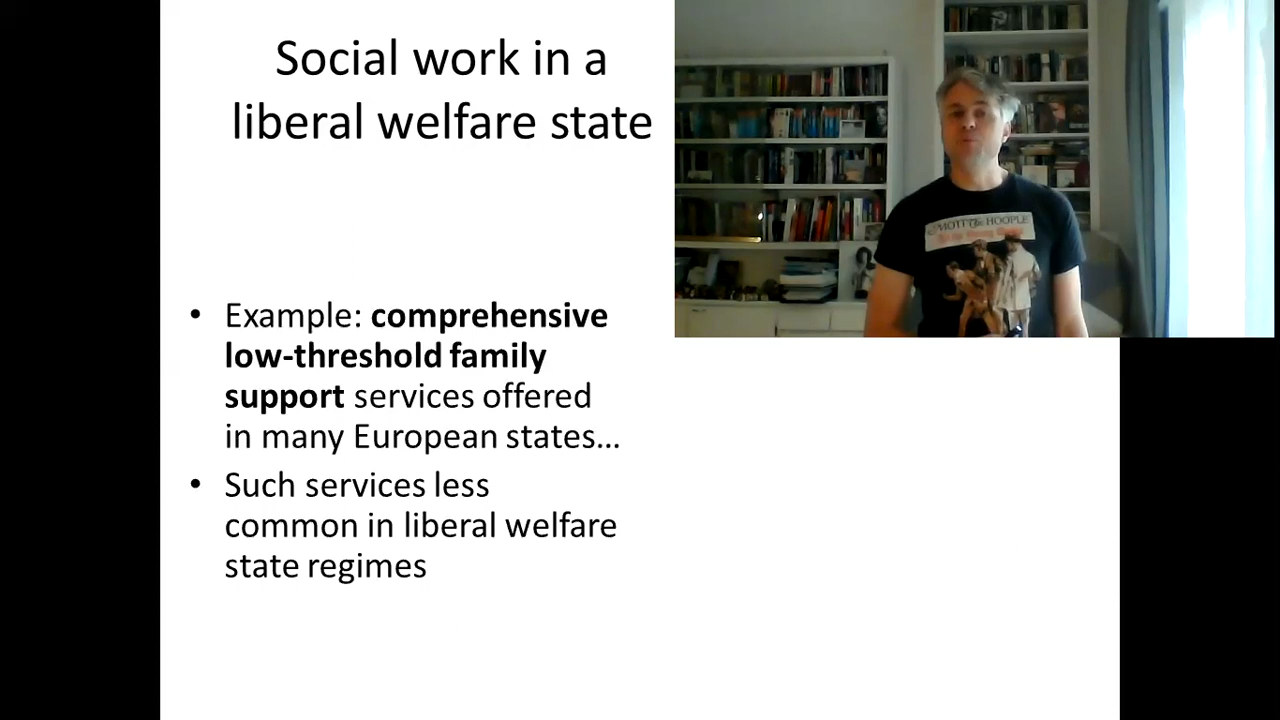 Social work in a
liberal welfare state
• Example: comprehensive
low-threshold family
support services offered
in many European states...
• Such services less
common in liberal welfare
state regimes
MOTT the HOOPLE